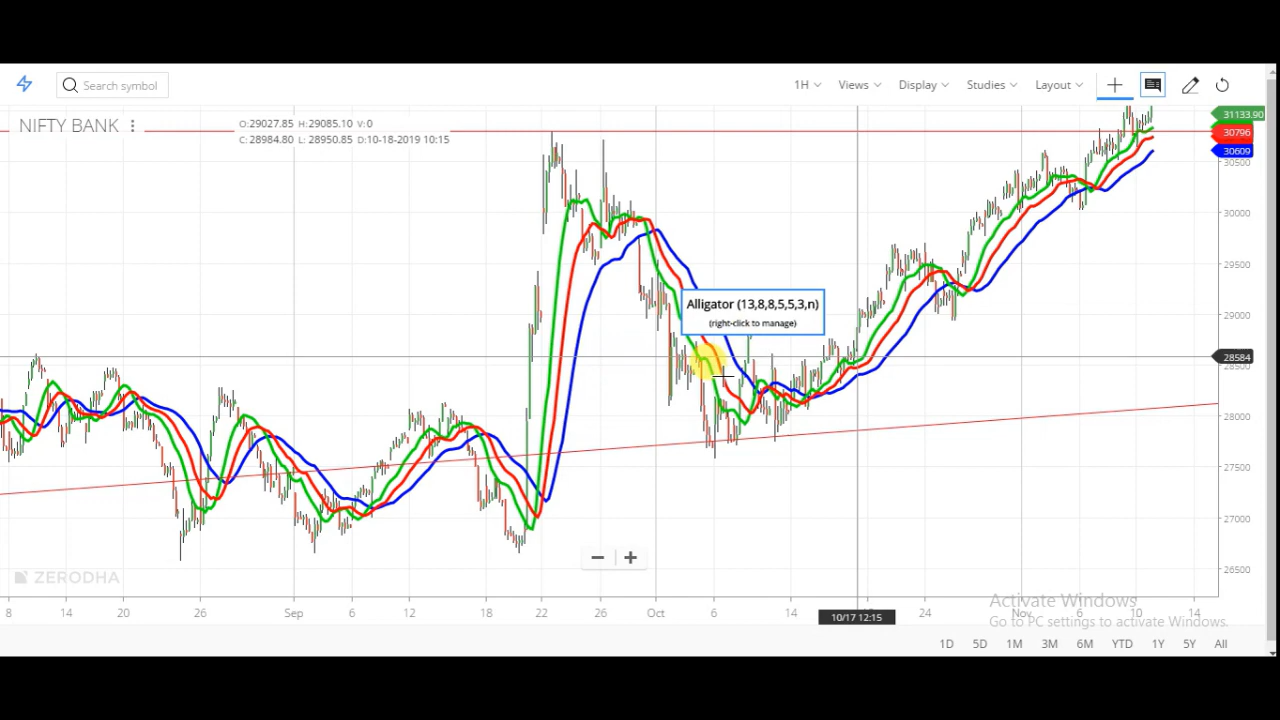 Search symbol
1H Views Display Studies Layout
NIFTY BANK
O:29027.85 H:29085.10 V:0
C:28984.80 L: 28950.85 D:10-18-2019 10:15
31133.90
30796
30609
30500
30000
29500
29000
28584
28500
28000
27500
27000
26500
Alligator (13,8,8,5,5,3,n)
(right-click to manage)
ZERODHA
8 14 20 26 Sep 6 12 18 22 26 Oct 6 14 24 Nov 6 10 14
10/17 12:15
Activate Windows
Go to PC settings to activate Windows.
1D 5D 1M 3M 6M YTD 1Y 5Y All